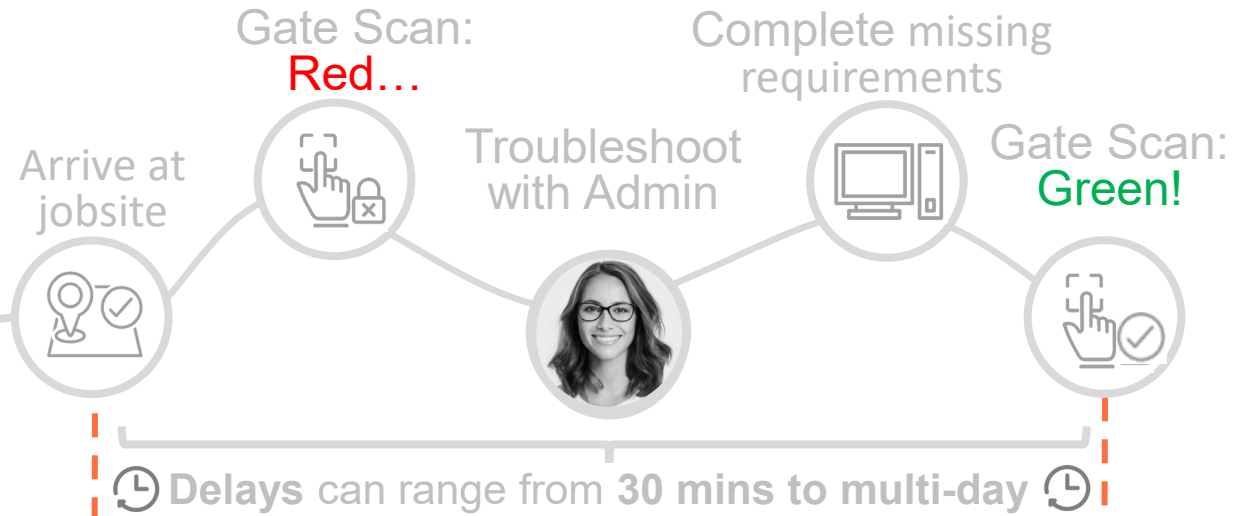 Arrive at
jobsite
Gate Scan:
Red…
Troubleshoot
with Admin
Complete missing
requirements
Gate Scan:
Green!
Delays can range from 30 mins to multi-day